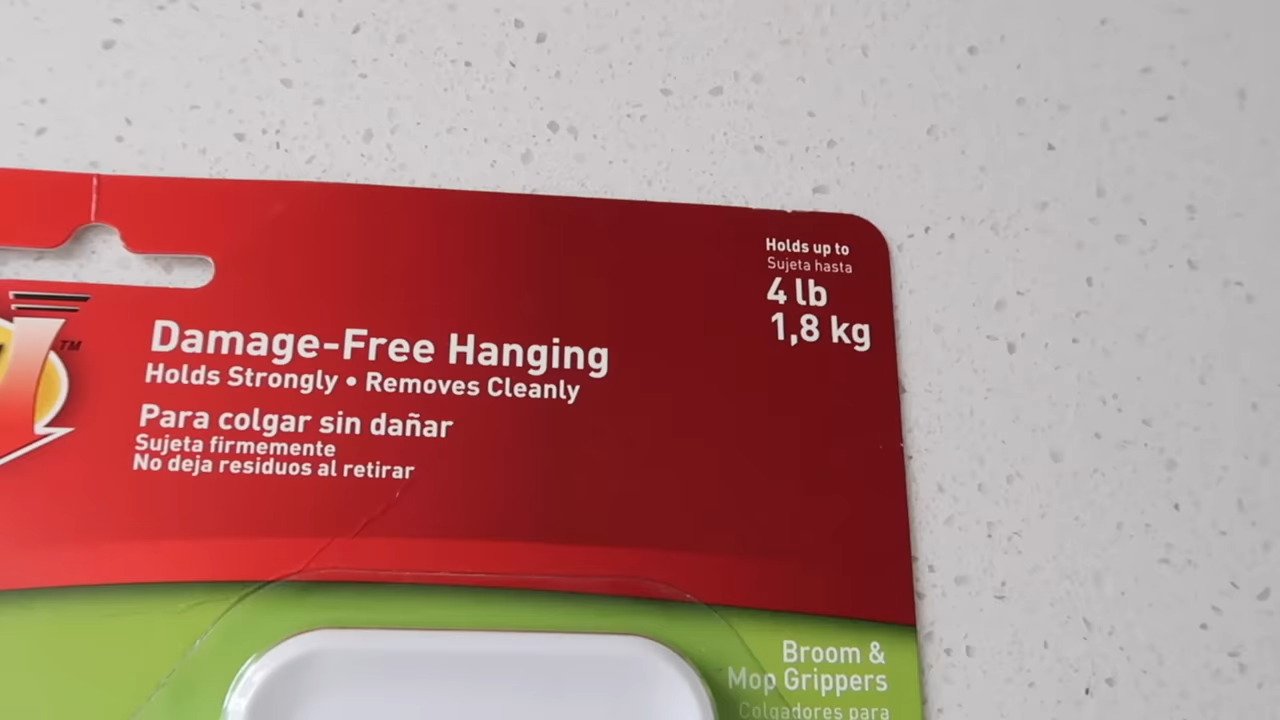 Holds up to
Sujeta hasta
4 lb
1,8 kg
TM
Damage-Free Hanging
Holds Strongly • Removes Cleanly
Para colgar sin dañar
Sujeta firmemente
No deja residuos al retirar
Broom &
Mop Grippers
Colgadores para